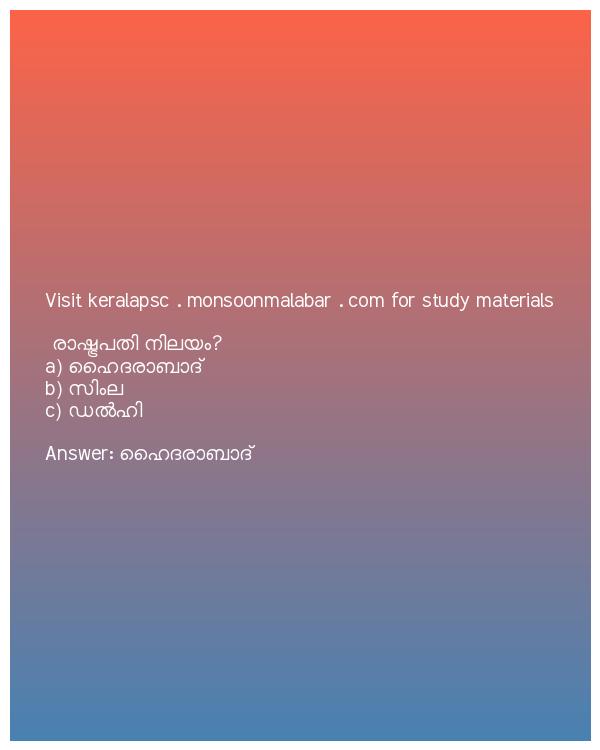 Visit keralapsc . monsoonmalabar . com for study materials
രാഷ്ട്രപതി നിലയം?
a) ഹൈദരാബാദ്
b) സിംല
c) ഡൽഹി
Answer: ഹൈദരാബാദ്